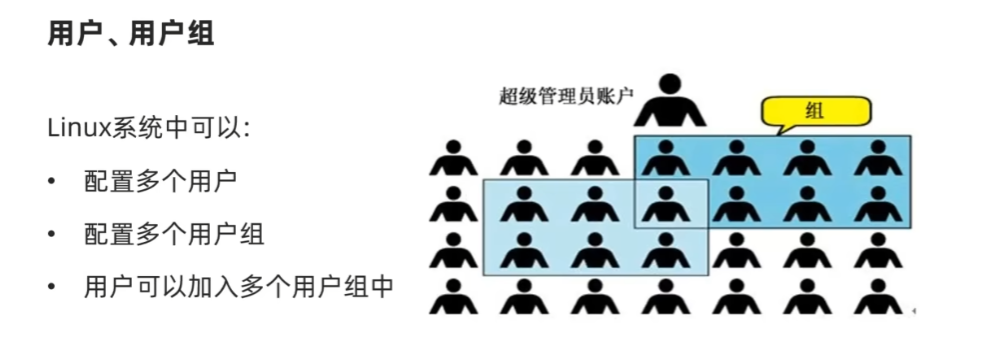 用户、用户组
超级管理员账户
组
Linux系统中可以:
• 配置多个用户
• 配置多个用户组
• 用户可以加入多个用户组中